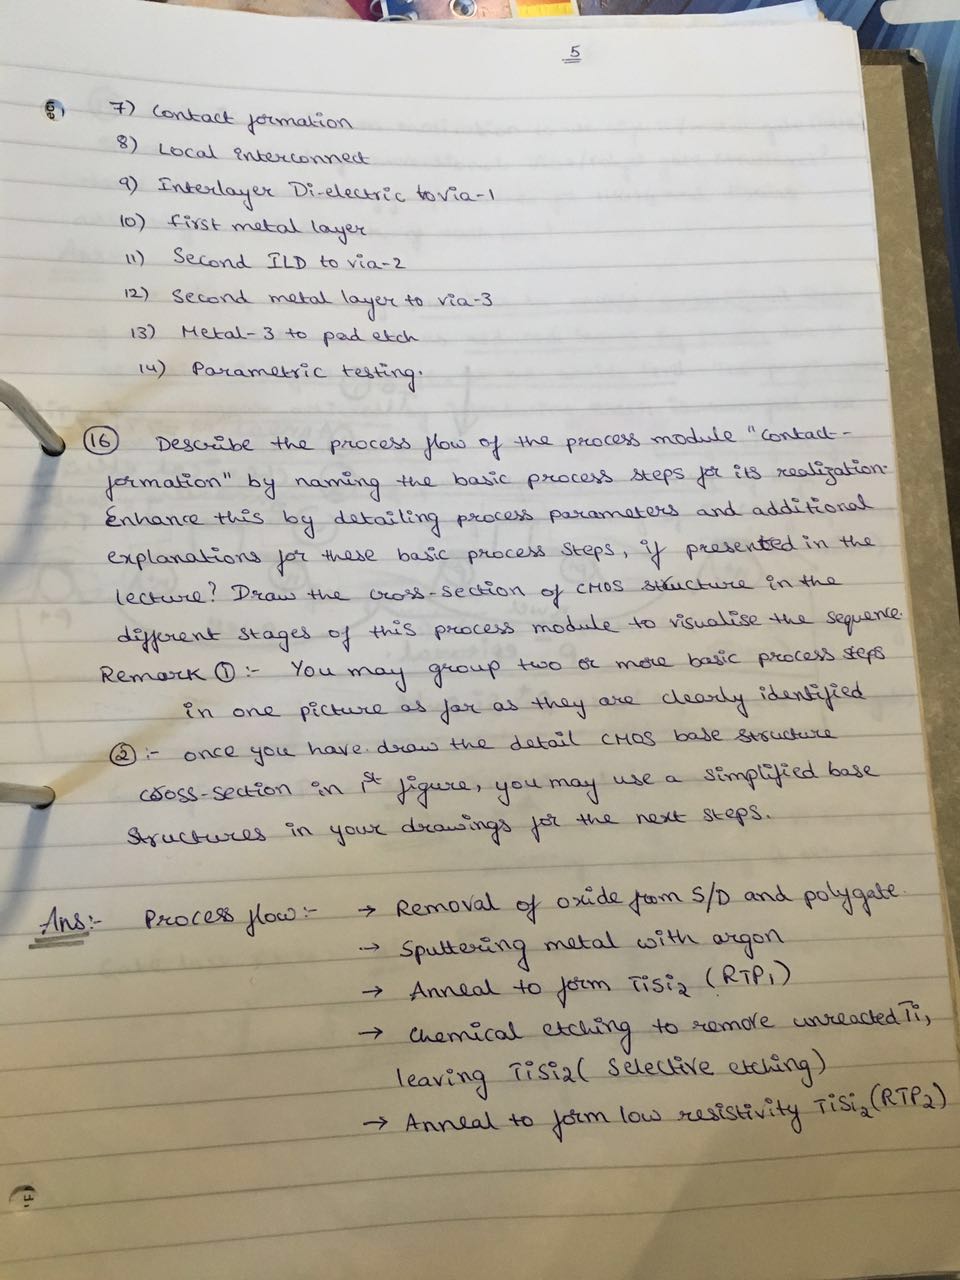 5
7) Contact formation
8) Local interconnect
9) Interlayer Di-electric to via-1
10) first metal layer
11) Second ILD to via-2
12) Second metal layer to via-3
13) Metal-3 to pad etch
14) Parametric testing.
16 Describe the process flow of the process module "contact-
formation" by naming the basic process steps for its realization.
Enhance this by detailing process parameters and additional
explanations for these basic process steps, if presented in the
lecture? Draw the cross-section of CMOS structure in the
different stages of this process module to visualise the sequence.
Remark ① :- You may group two or more basic process steps
in one picture as far as they are clearly identified
② :- once you have draw the detail CMOS base structure
cross-section in 1st figure, you may use a simplified base
structures in your drawings for the next steps.
Ans:- Process flow:- → Removal of oxide from S/D and polygate.
→ Sputtering metal with argon
→ Anneal to form TiSi2 (RTP1)
→ Chemical etching to remove unreacted Ti,
leaving TiSi2 (Selective etching)
→ Anneal to form low resistivity TiSi2 (RTP2)